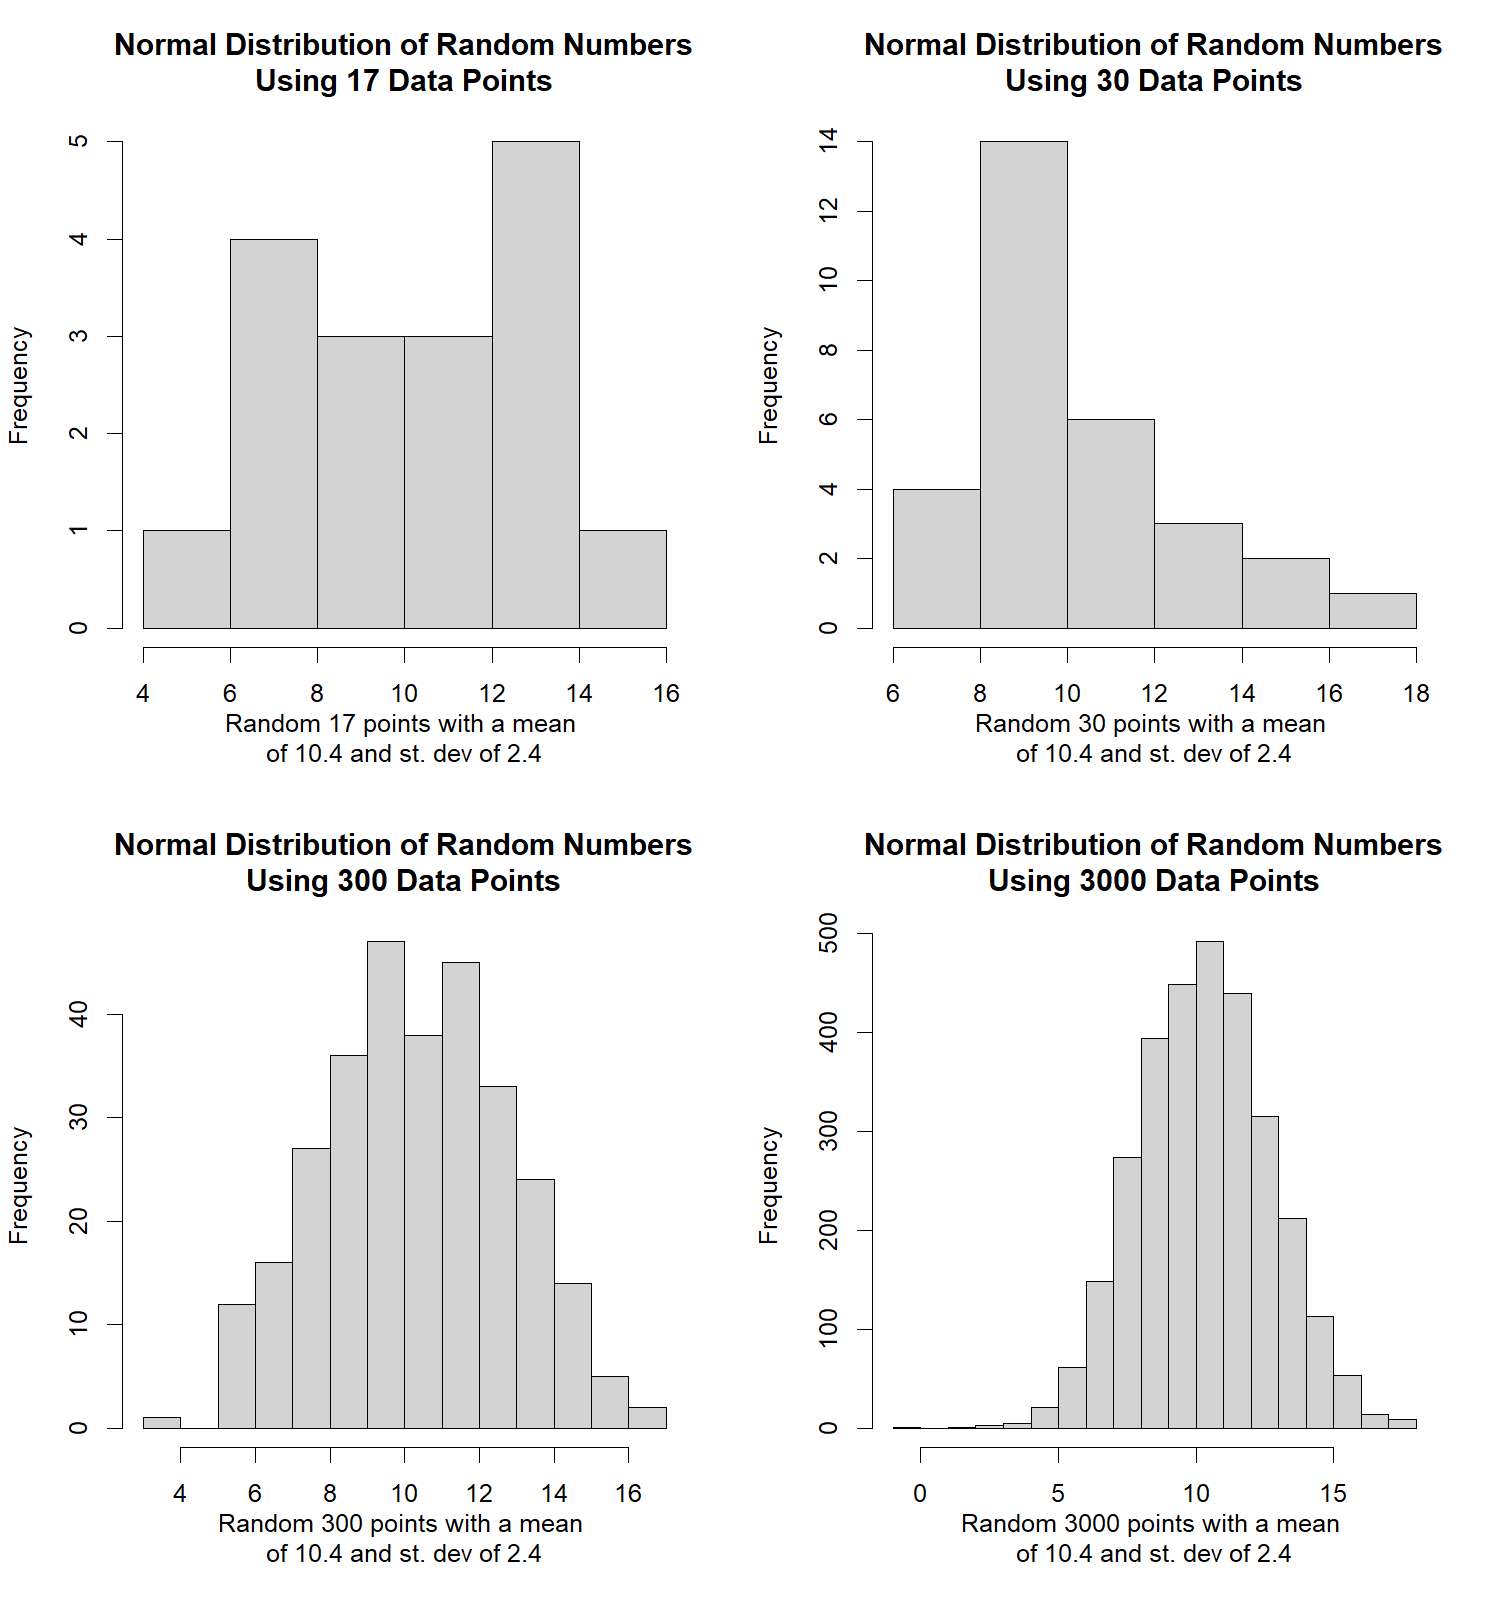 Normal Distribution of Random Numbers
Using 17 Data Points
Frequency
0
1
2
3
4
5
4 6 8 10 12 14 16
Random 17 points with a mean
of 10.4 and st. dev of 2.4
Normal Distribution of Random Numbers
Using 30 Data Points
Frequency
0
2
4
6
8
10
12
14
6 8 10 12 14 16 18
Random 30 points with a mean
of 10.4 and st. dev of 2.4
Normal Distribution of Random Numbers
Using 300 Data Points
Frequency
0
10
20
30
40
4 6 8 10 12 14 16
Random 300 points with a mean
of 10.4 and st. dev of 2.4
Normal Distribution of Random Numbers
Using 3000 Data Points
Frequency
0
100
200
300
400
500
0 5 10 15
Random 3000 points with a mean
of 10.4 and st. dev of 2.4